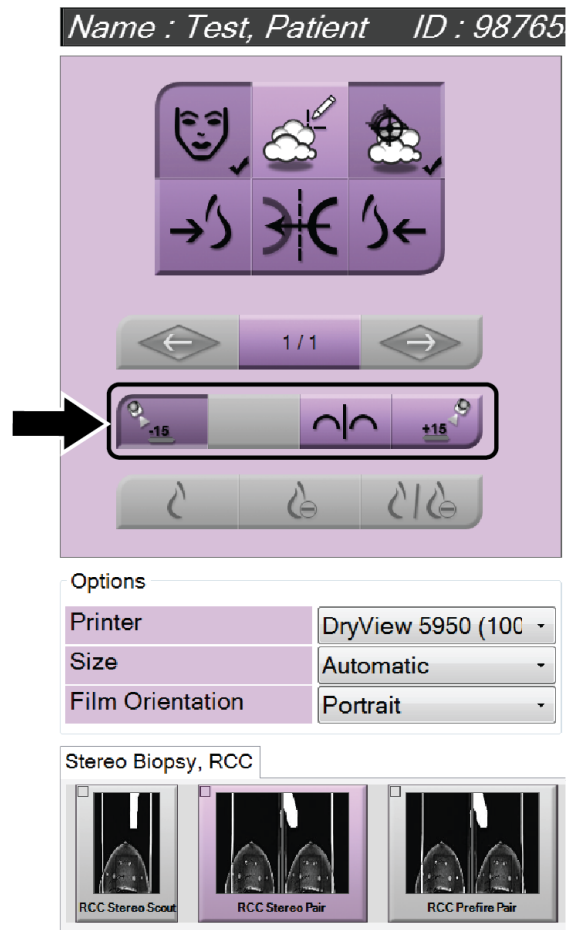 Name : Test, Patient ID : 98765
1 / 1
-15
+15
Options
Printer DryView 5950 (100
Size Automatic
Film Orientation Portrait
Stereo Biopsy, RCC
RCC Stereo Scout
RCC Stereo Pair
RCC Prefire Pair